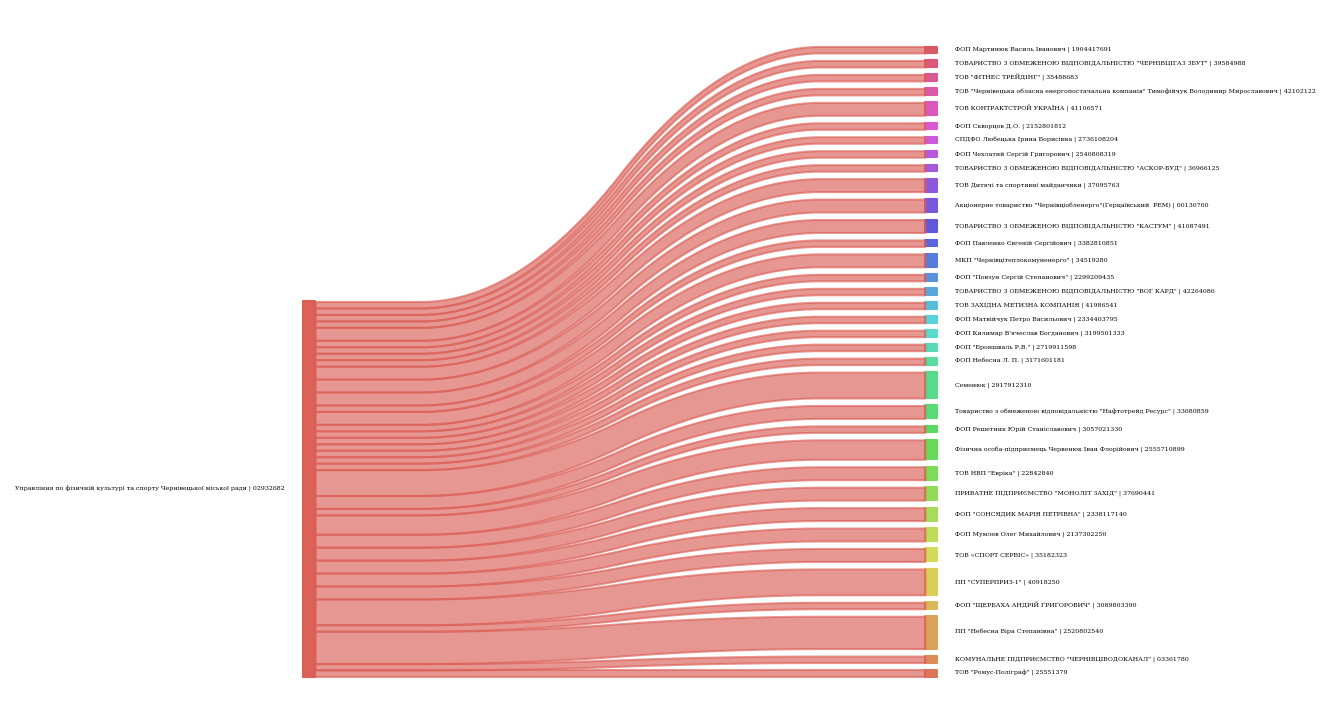 ФОП Мартинюк Василь Іванович | 1904417691
ТОВАРИСТВО З ОБМЕЖЕНОЮ ВІДПОВІДАЛЬНІСТЮ "ЧЕРНІВЦІГАЗ ЗБУТ" | 39584988
ТОВ "ФІТНЕС ТРЕЙДІНГ" | 35488683
ТОВ "Чернівецька обласна енергопостачальна компанія" Тимофійчук Володимир Мирославович | 42102122
ТОВ КОНТРАКТСТРОЙ УКРАЇНА | 41106571
ФОП Скворцов Д.О. | 2152801812
СПДФО Любецька Ірина Борисівна | 2736108204
ФОП Чехлатий Сергій Григорович | 2540808319
ТОВАРИСТВО З ОБМЕЖЕНОЮ ВІДПОВІДАЛЬНІСТЮ "АСКОР-БУД" | 36966125
ТОВ Дитячі та спортивні майданчики | 37095763
Акціонерне товариство "Чернівціобленерго"(Герцаївський  РЕМ) | 00130760
ТОВАРИСТВО З ОБМЕЖЕНОЮ ВІДПОВІДАЛЬНІСТЮ "КАСТУМ" | 41087491
ФОП Павленко Євгеній Сергійович | 3382810851
МКП "Чернівцітеплокомуненерго" | 34519280
ФОП "Понзун Сергій Степанович" | 2299209435
ТОВАРИСТВО З ОБМЕЖЕНОЮ ВІДПОВІДАЛЬНІСТЮ "ВОГ КАРД" | 42264086
ТОВ ЗАХІДНА МЕТИЗНА КОМПАНІЯ | 41986541
ФОП Матвійчук Петро Васильович | 2334403795
ФОП Килимар В'ячеслав Богданович | 3199501333
ФОП "Броншваль Р.В." | 2719911598
ФОП Небесна Л. П. | 3171601181
Семенюк | 2917912310
Товариство з обмеженою відповідальністю "Нафтотрейд Ресурс" | 33680859
ФОП Решетник Юрій Станіславович | 3057021330
Фізична особа-підприємець Червенюк Іван Флорійович | 2555710899
ТОВ НВП "Евріка" | 22842840
Управління по фізичній культурі та спорту Чернівецької міської ради | 02932682
ПРИВАТНЕ ПІДПРИЄМСТВО "МОНОЛІТ ЗАХІД" | 37690441
ФОП "СОНСЯДИК МАРІЯ ПЕТРІВНА" | 2338117140
ФОП Мумлев Олег Михайлович | 2137302250
ТОВ «СПОРТ СЕРВІС» | 35182323
ПП "СУПЕРПРИЗ-1" | 40918250
ФОП "ЩЕРБАХА АНДРІЙ ГРИГОРОВИЧ" | 3089803390
ПП "Небесна Віра Степанівна" | 2520802540
КОМУНАЛЬНЕ ПІДПРИЄМСТВО "ЧЕРНІВЦІВОДОКАНАЛ" | 03361780
ТОВ "Ромус-Поліграф" | 25551379